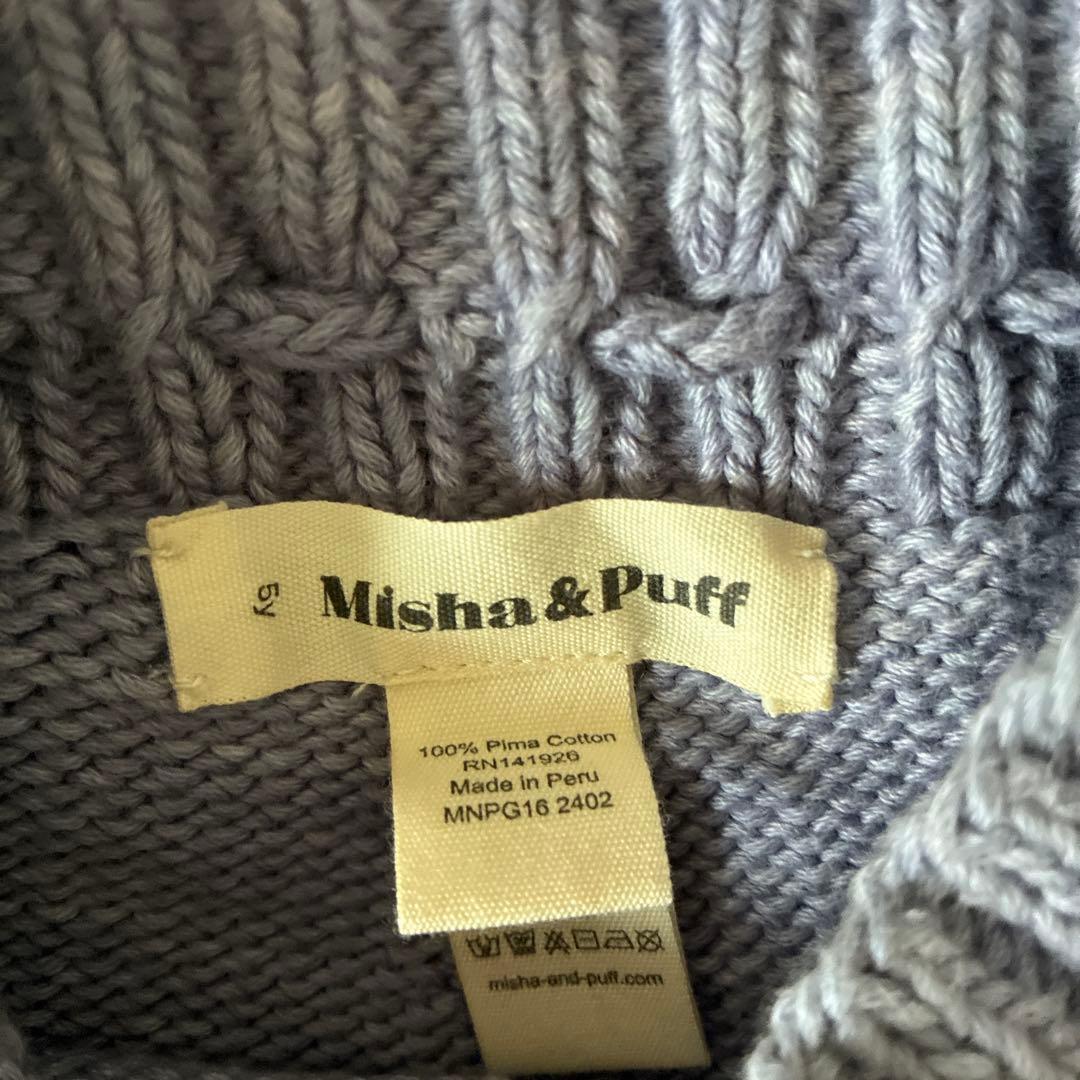 5y
Misha & Puff
100% Pima Cotton
RN141926
Made in Peru
MNPG16 2402
misha-and-puff.com